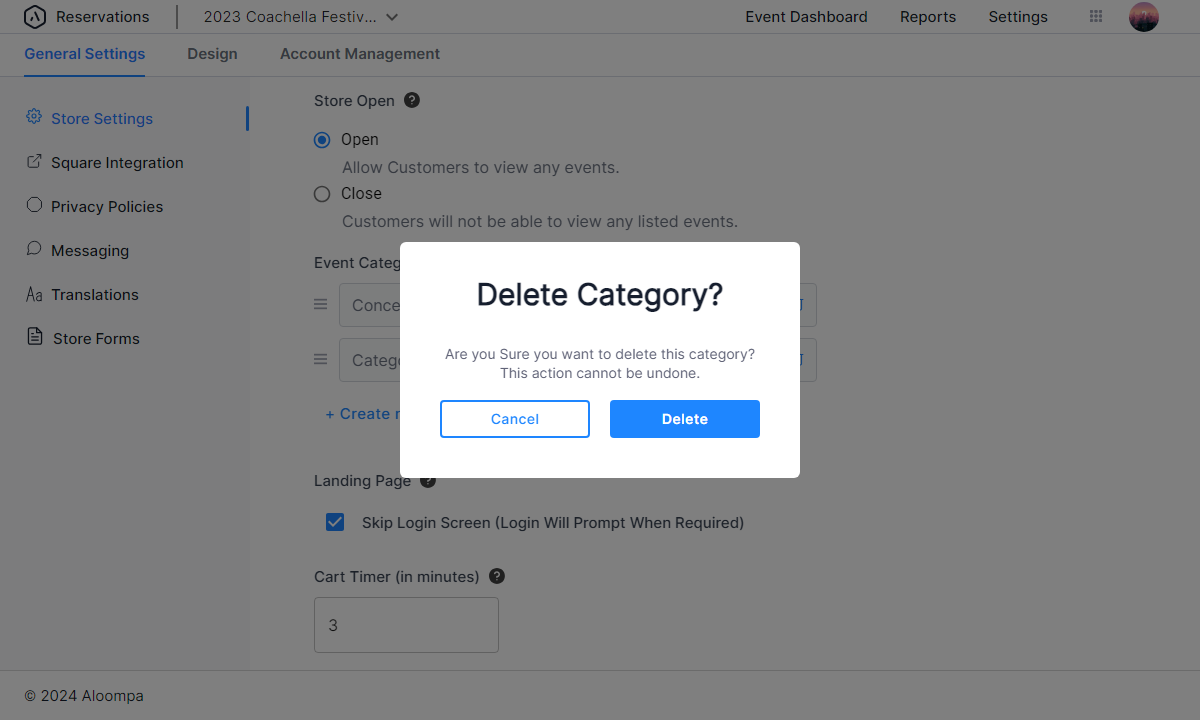 Reservations
2023 Coachella Festiv...
Event Dashboard
Reports
Settings
General Settings
Design
Account Management
Store Settings
Square Integration
Privacy Policies
Messaging
Translations
Store Forms
Store Open
Open
Allow Customers to view any events.
Close
Customers will not be able to view any listed events.
Event
+ Create
Delete Category?
Are you Sure you want to delete this category?
This action cannot be undone.
Cancel
Delete
Landing Page
Skip Login Screen (Login Will Prompt When Required)
Cart Timer (in minutes)
3
© 2024 Aloompa